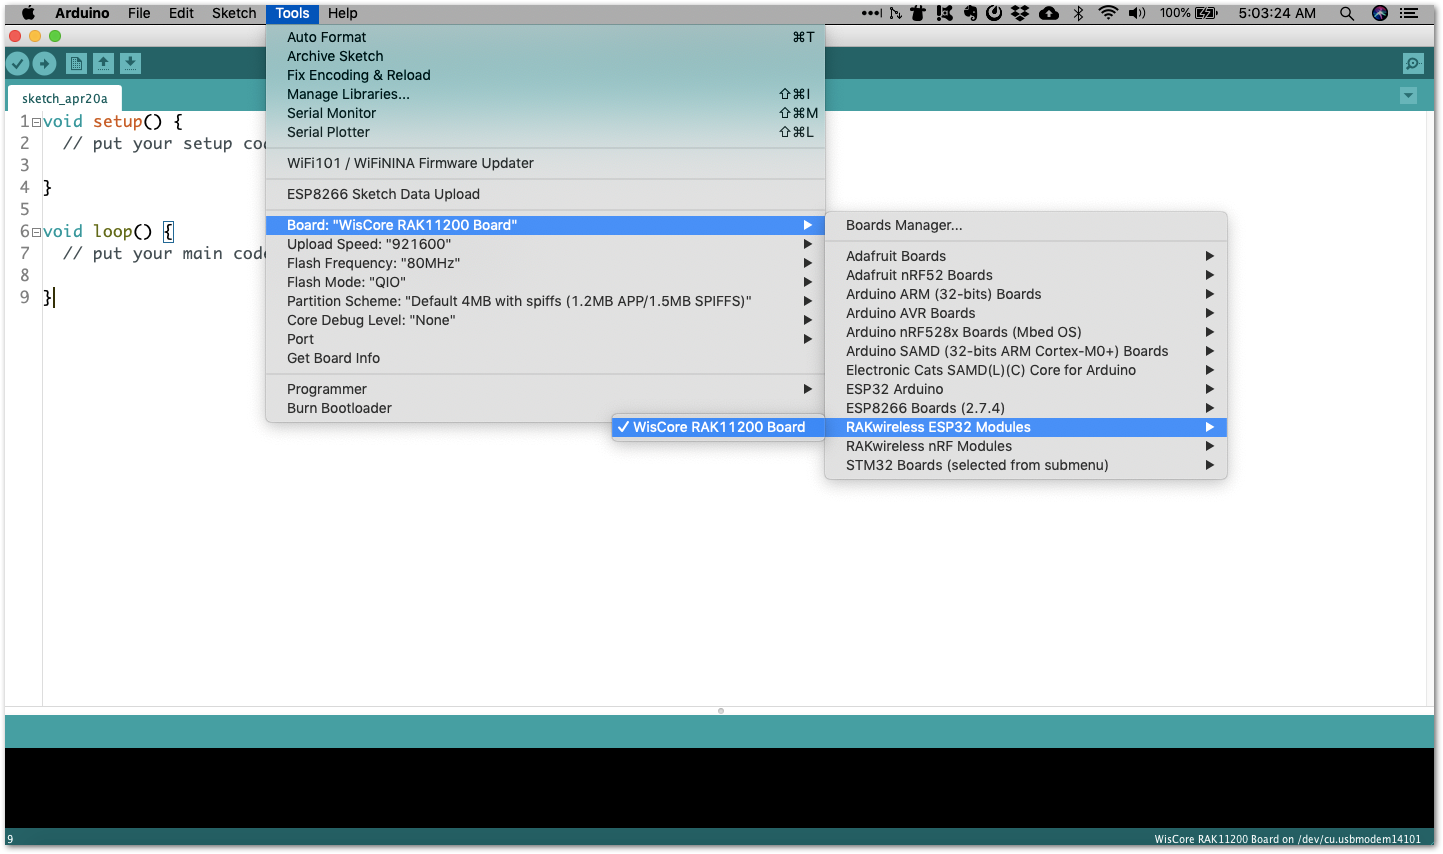 Arduino File Edit Sketch Tools Help 100% 5:03:24 AM
sketch_apr20a
1 void setup() {
2 // put your setup co
3
4 }
5
6 void loop() {
7 // put your main code
8
9 }
Auto Format ⌘T
Archive Sketch
Fix Encoding & Reload
Manage Libraries... ⇧⌘I
Serial Monitor ⇧⌘M
Serial Plotter ⇧⌘L
WiFi101 / WiFiNINA Firmware Updater
ESP8266 Sketch Data Upload
Board: "WisCore RAK11200 Board"
Upload Speed: "921600"
Flash Frequency: "80MHz"
Flash Mode: "QIO"
Partition Scheme: "Default 4MB with spiffs (1.2MB APP/1.5MB SPIFFS)"
Core Debug Level: "None"
Port
Get Board Info
Programmer
Burn Bootloader
Boards Manager...
Adafruit Boards
Adafruit nRF52 Boards
Arduino ARM (32-bits) Boards
Arduino AVR Boards
Arduino nRF528x Boards (Mbed OS)
Arduino SAMD (32-bits ARM Cortex-M0+) Boards
Electronic Cats SAMD(L)(C) Core for Arduino
ESP32 Arduino
ESP8266 Boards (2.7.4)
RAKwireless ESP32 Modules
RAKwireless nRF Modules
STM32 Boards (selected from submenu)
✓ WisCore RAK11200 Board
9 WisCore RAK11200 Board on /dev/cu.usbmodem14101